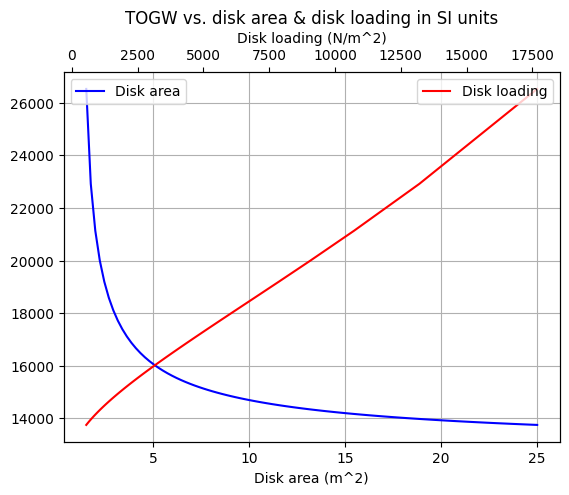 TOGW vs. disk area & disk loading in SI units
Disk loading (N/m^2)
0 2500 5000 7500 10000 12500 15000 17500
Disk area
Disk loading
26000
24000
22000
20000
18000
16000
14000
5 10 15 20 25
Disk area (m^2)